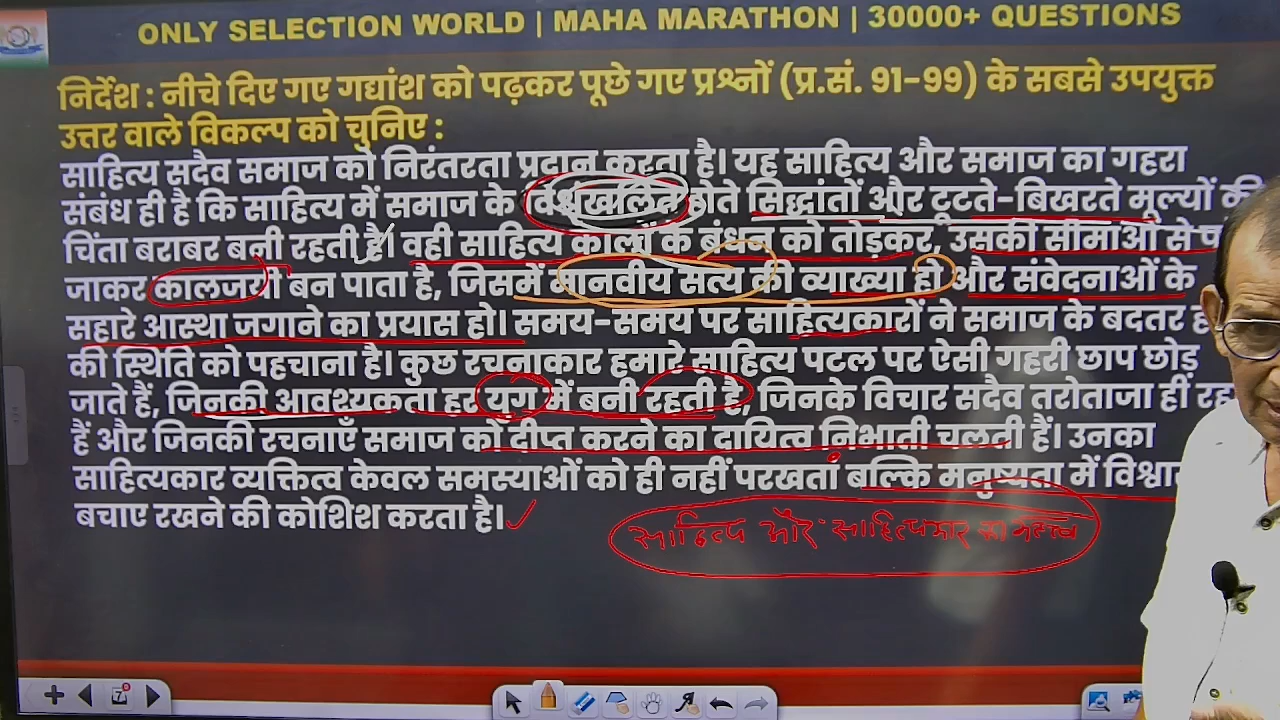 ONLY SELECTION WORLD | MAHA MARATHON | 30000+ QUESTIONS
निर्देश : नीचे दिए गए गद्यांश को पढ़कर पूछे गए प्रश्नों (प्र.सं. 91-99) के सबसे उपयुक्त
उत्तर वाले विकल्प को चुनिए :
साहित्य सदैव समाज को निरंतरता प्रदान करता है। यह साहित्य और समाज का गहरा
संबंध ही है कि साहित्य में समाज के होते सिद्धांतों और टूटते-बिखरते मूल्यों की
चिंता बराबर बनी रहती है। वही साहित्य कालों के बंधन को तोड़कर, उसकी सीमाओं से
जाकर कालजयी बन पाता है, जिसमें मानवीय सत्य की व्याख्या हो और संवेदनाओं के
सहारे आस्था जगाने का प्रयास हो। समय-समय पर साहित्यकारों ने समाज के बदतर
की स्थिति को पहचाना है। कुछ रचनाकार हमारे साहित्य पटल पर ऐसी गहरी छाप छोड़
जाते हैं, जिनकी आवश्यकता हर युग में बनी रहती है, जिनके विचार सदैव तरोताजा हीं
हैं और जिनकी रचनाएँ समाज को दीप्त करने का दायित्व निभाती चलती हैं। उनका
साहित्यकार व्यक्तित्व केवल समस्याओं को ही नहीं परखता बल्कि मनुष्यता में
बचाए रखने की कोशिश करता है।
साहित्य और साहित्यकार का महत्त्व